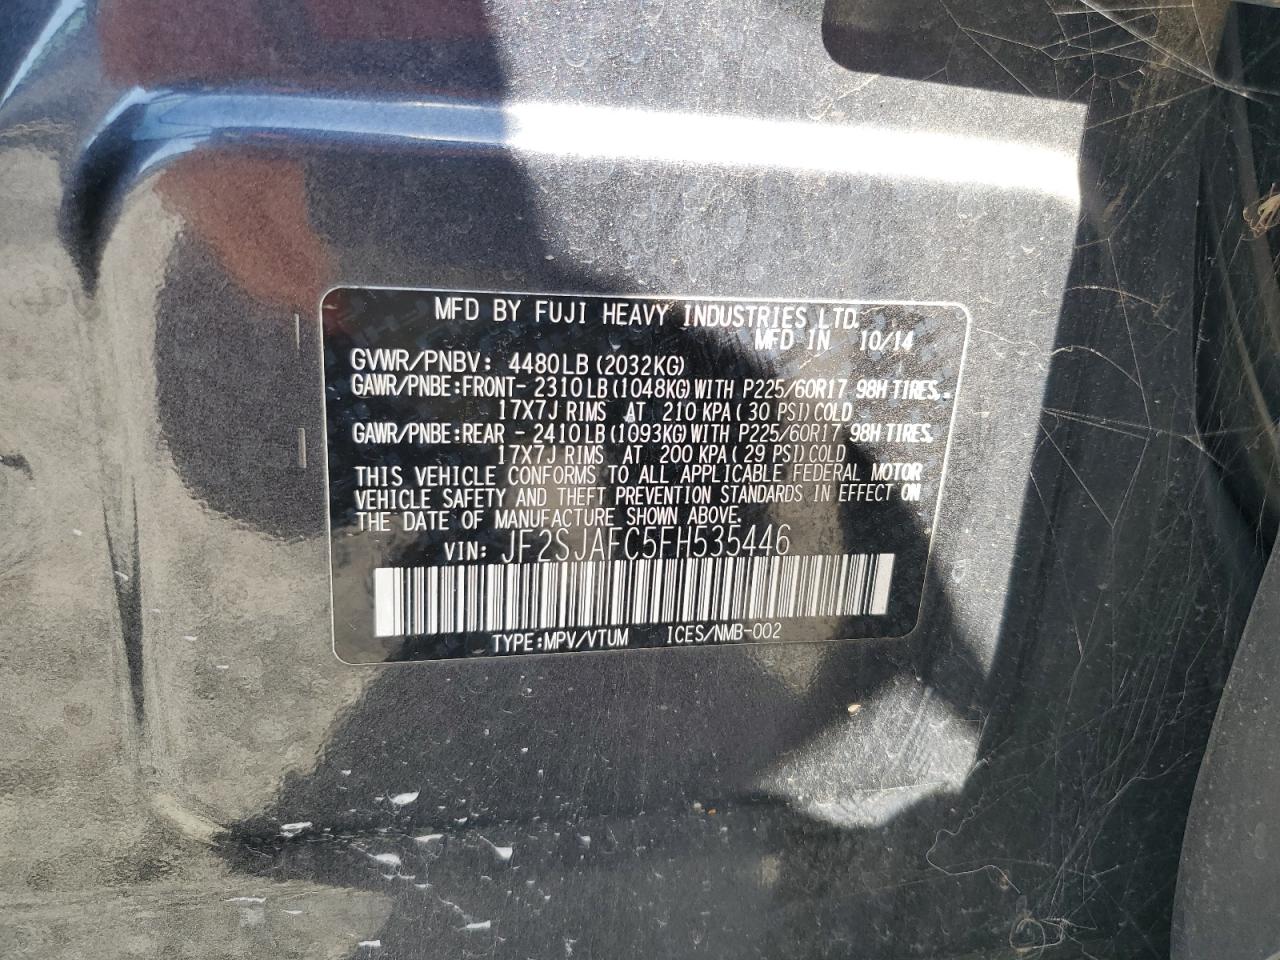 MFD BY FUJI HEAVY INDUSTRIES LTD.
MFD IN 10/14
GVWR/PNBV: 4480LB (2032KG)
GAWR/PNBE:FRONT- 2310LB (1048KG) WITH P225/60R17 98H TIRES,
17X7J RIMS AT 210 KPA ( 30 PSI) COLD
GAWR/PNBE:REAR - 2410LB (1093KG) WITH P225/60R17 98H TIRES,
17X7J RIMS AT 200 KPA ( 29 PSI) COLD
THIS VEHICLE CONFORMS TO ALL APPLICABLE FEDERAL MOTOR
VEHICLE SAFETY AND THEFT PREVENTION STANDARDS IN EFFECT ON
THE DATE OF MANUFACTURE SHOWN ABOVE.
VIN: JF2SJAFC5FH535446
TYPE:MPV/VTUM ICES/NMB-002